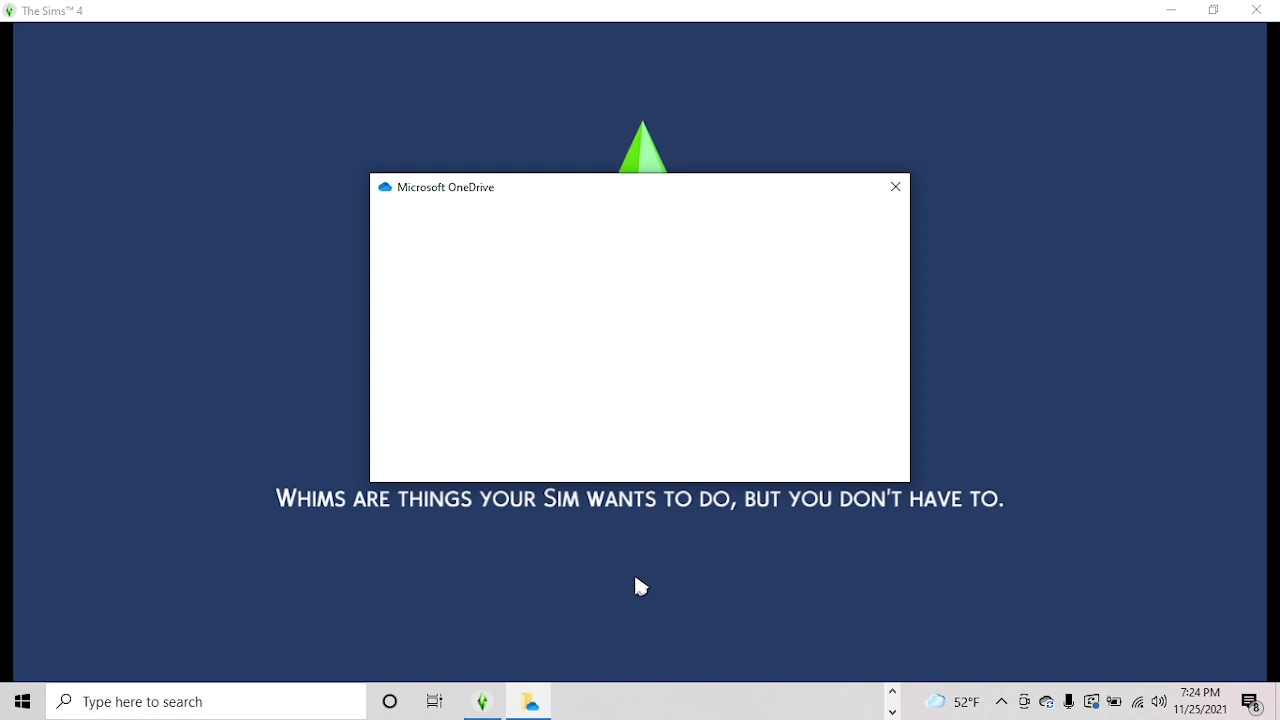 The Sims™ 4
Microsoft OneDrive
WHIMS ARE THINGS YOUR SIM WANTS TO DO, BUT YOU DON'T HAVE TO.
Type here to search
52°F
7:24 PM
11/25/2021
8